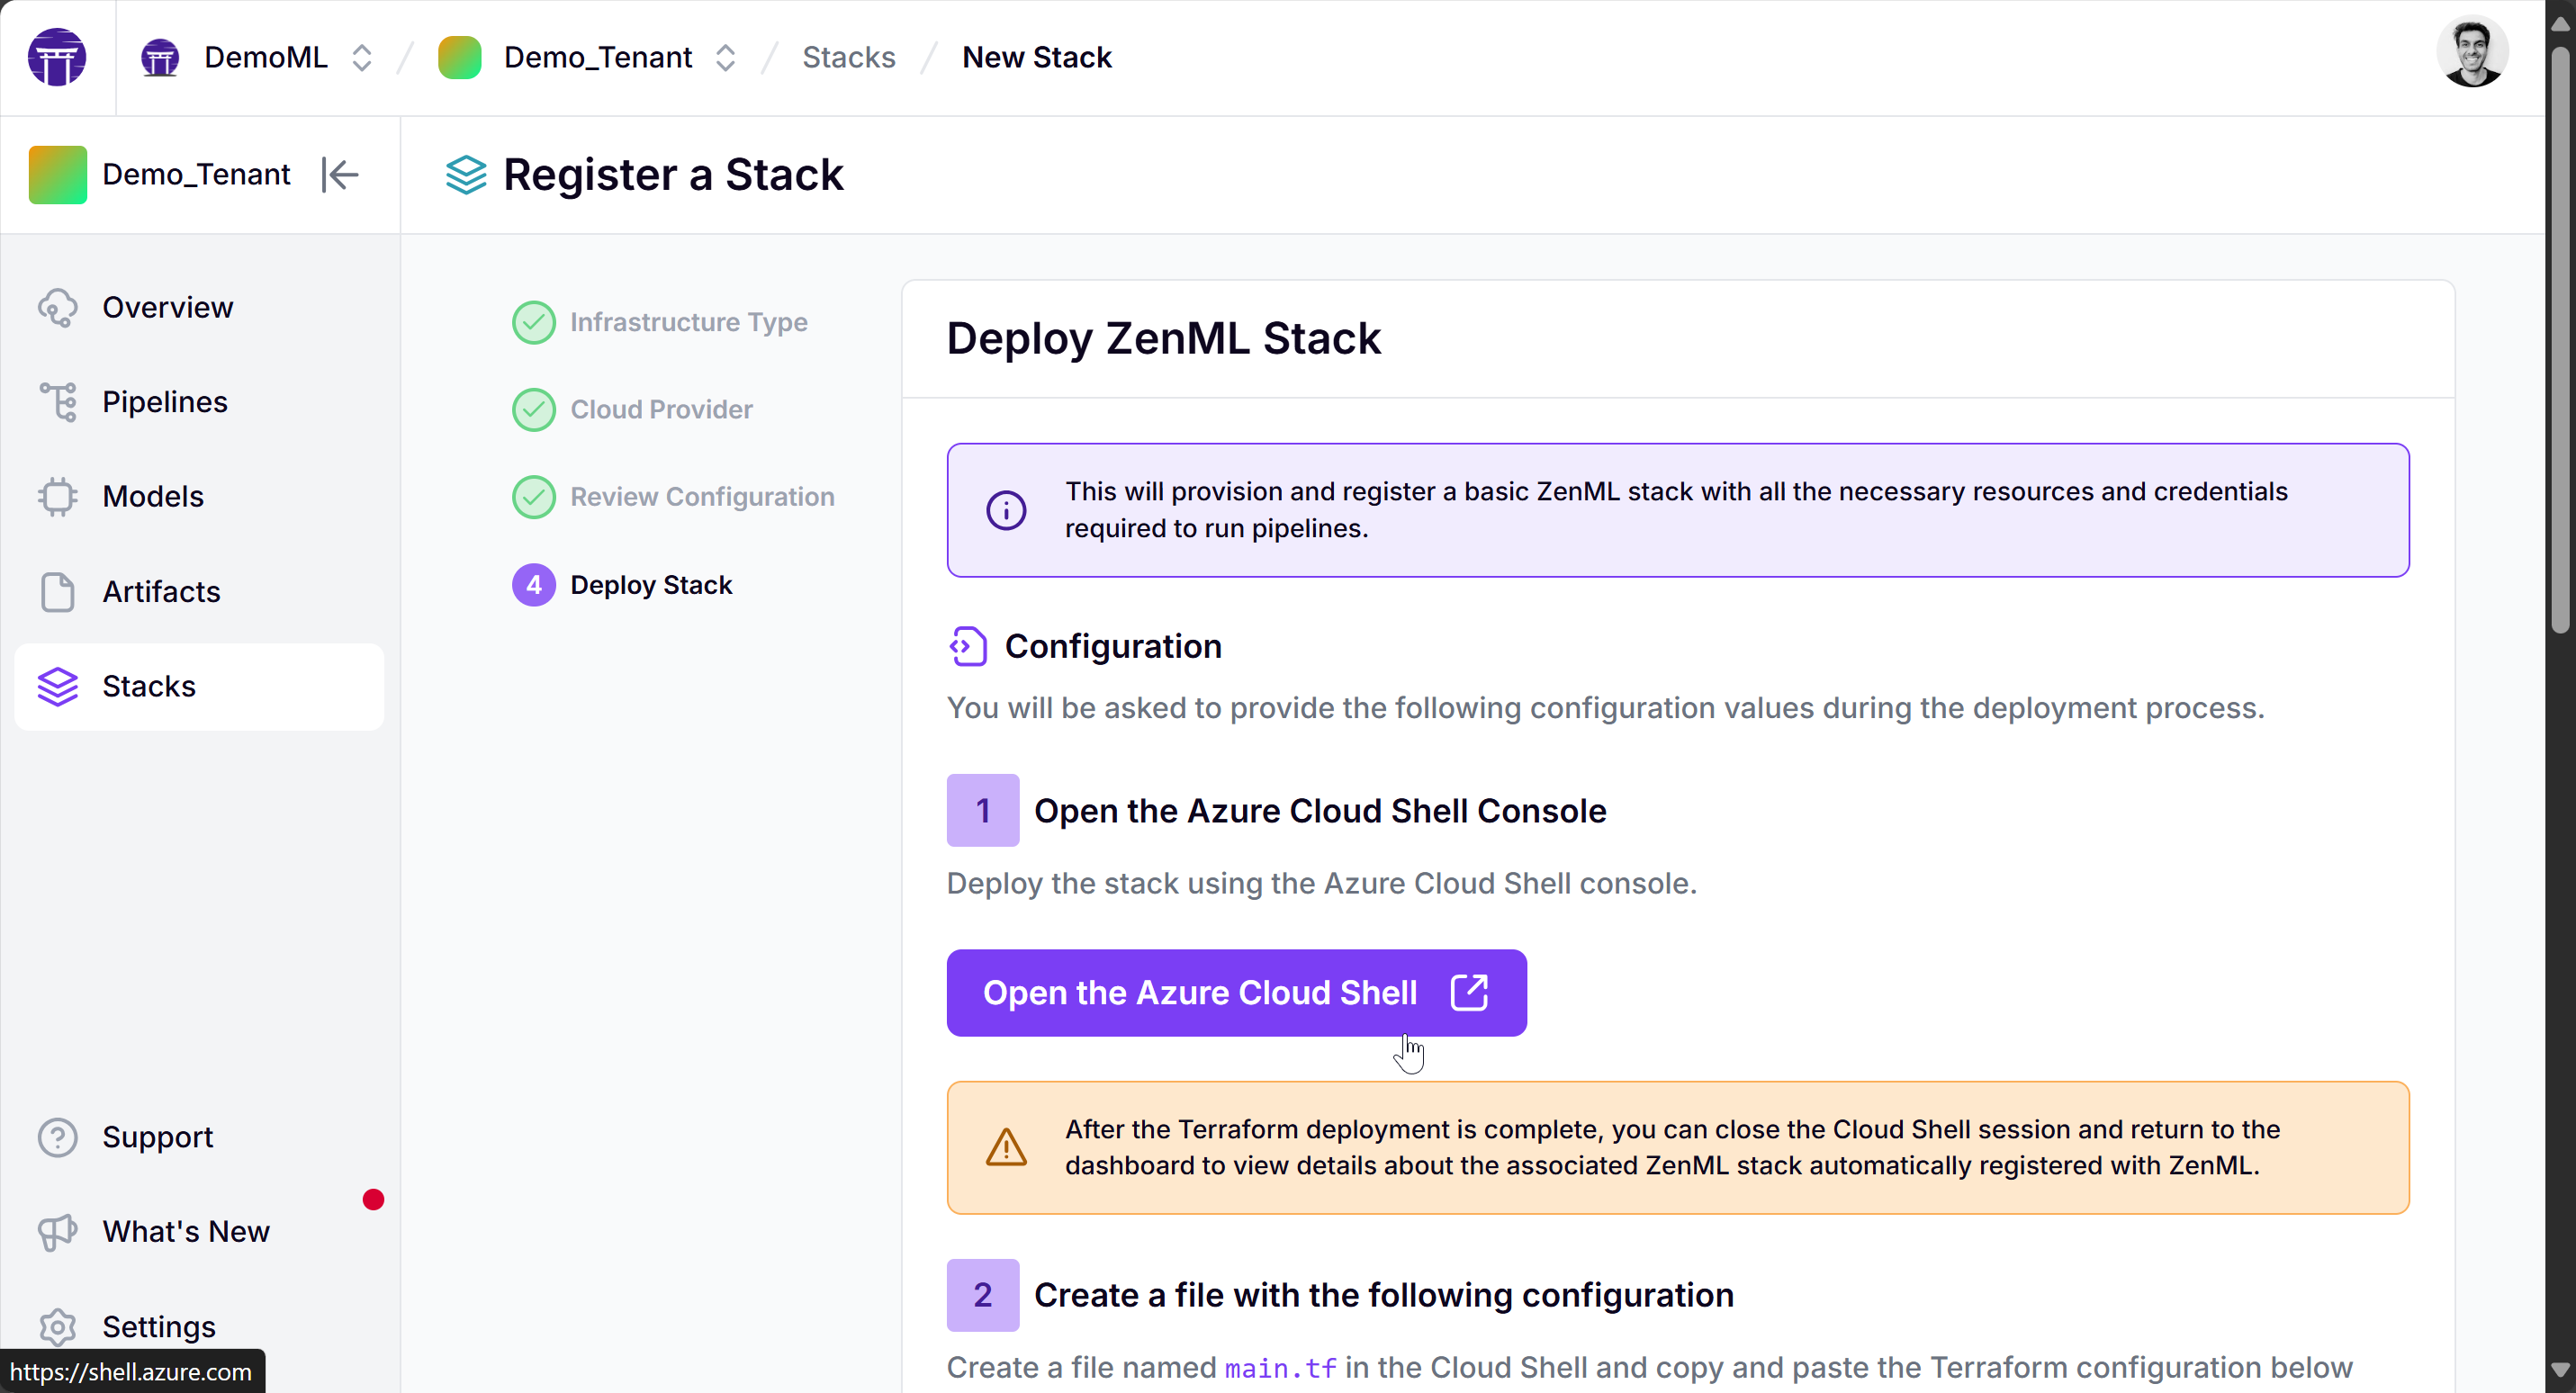 DemoML / Demo_Tenant / Stacks / New Stack
Demo_Tenant
Register a Stack
Overview
Pipelines
Models
Artifacts
Stacks
Support
What's New
Settings
https://shell.azure.com
Infrastructure Type
Cloud Provider
Review Configuration
4 Deploy Stack
Deploy ZenML Stack
This will provision and register a basic ZenML stack with all the necessary resources and credentials
required to run pipelines.
Configuration
You will be asked to provide the following configuration values during the deployment process.
1 Open the Azure Cloud Shell Console
Deploy the stack using the Azure Cloud Shell console.
Open the Azure Cloud Shell
After the Terraform deployment is complete, you can close the Cloud Shell session and return to the
dashboard to view details about the associated ZenML stack automatically registered with ZenML.
2 Create a file with the following configuration
Create a file named main.tf in the Cloud Shell and copy and paste the Terraform configuration below